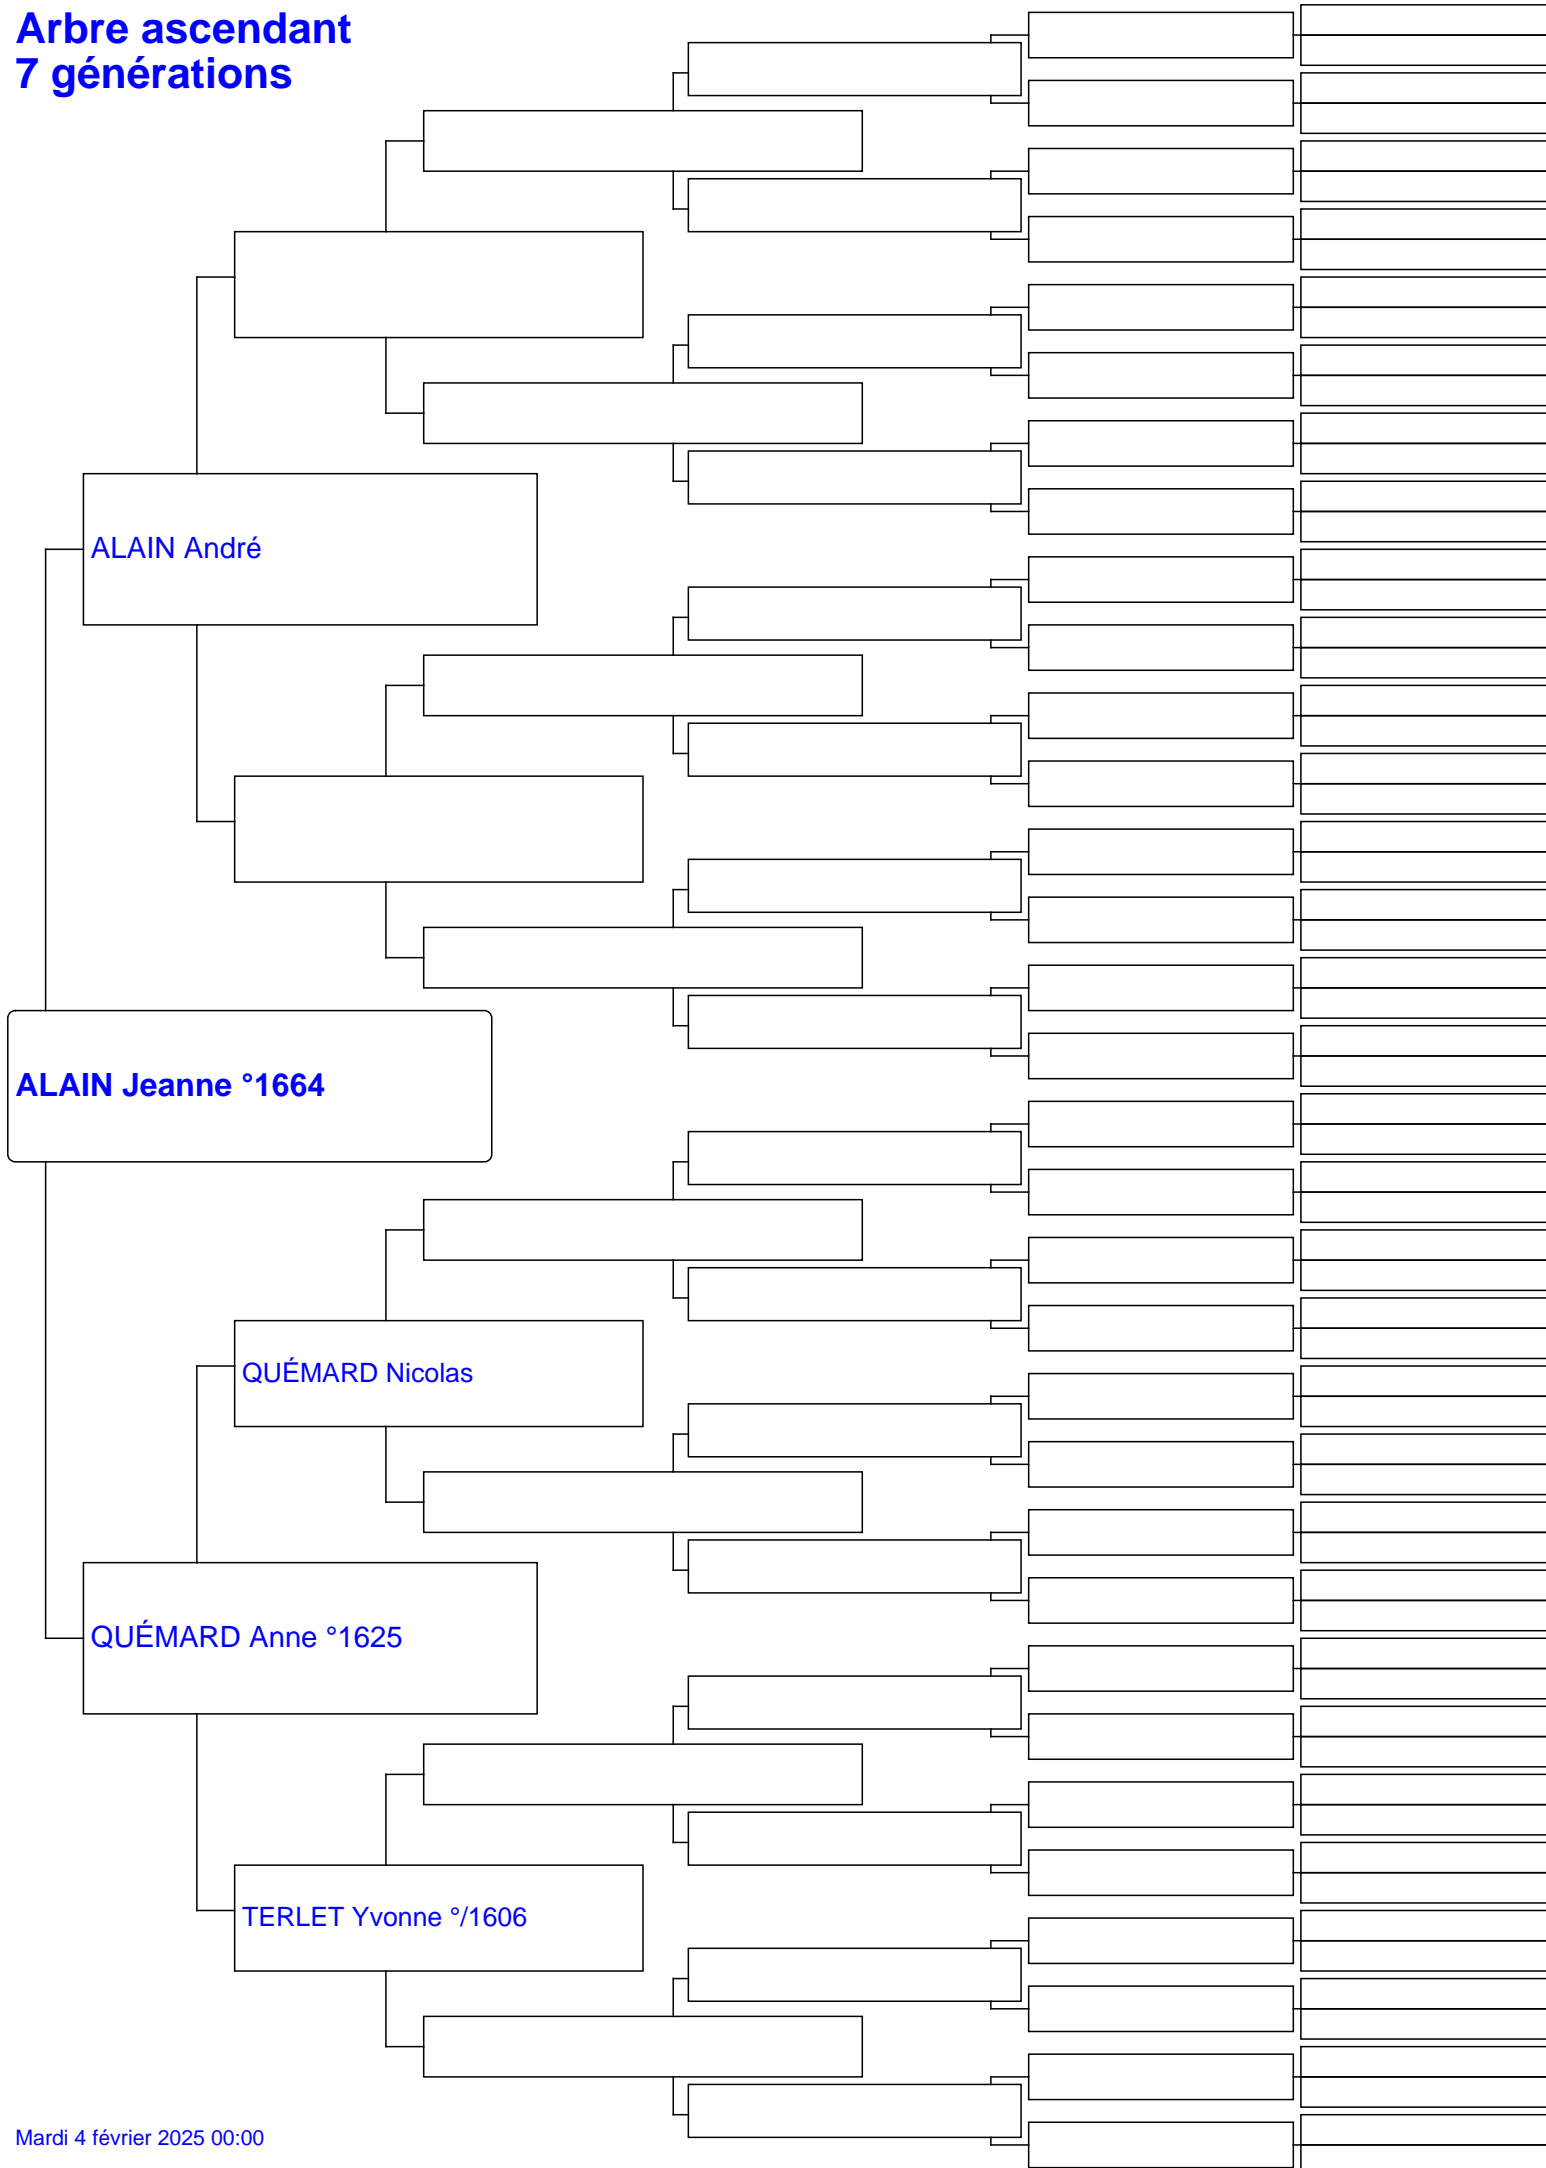 Arbre ascendant
7 générations
ALAIN André
ALAIN Jeanne °1664
QUÉMARD Nicolas
QUÉMARD Anne °1625
TERLET Yvonne °/1606
Mardi 4 février 2025 00:00